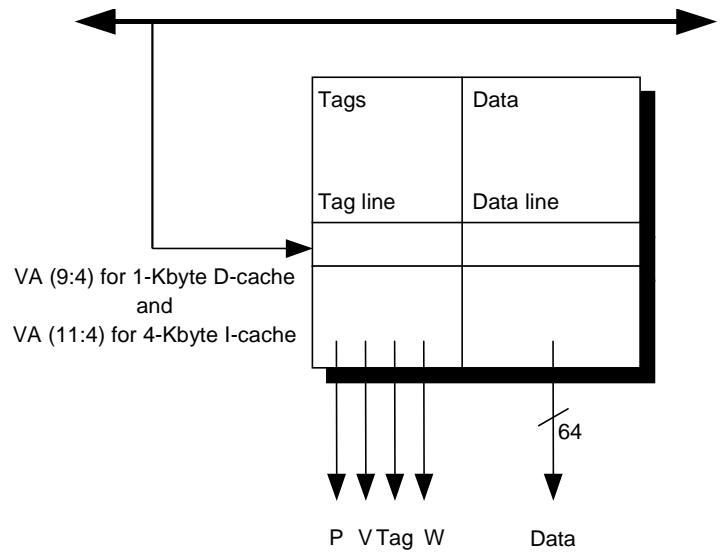 Tags Data
Tag line Data line
VA (9:4) for 1-Kbyte D-cache
and
VA (11:4) for 4-Kbyte I-cache
64
P V Tag W Data